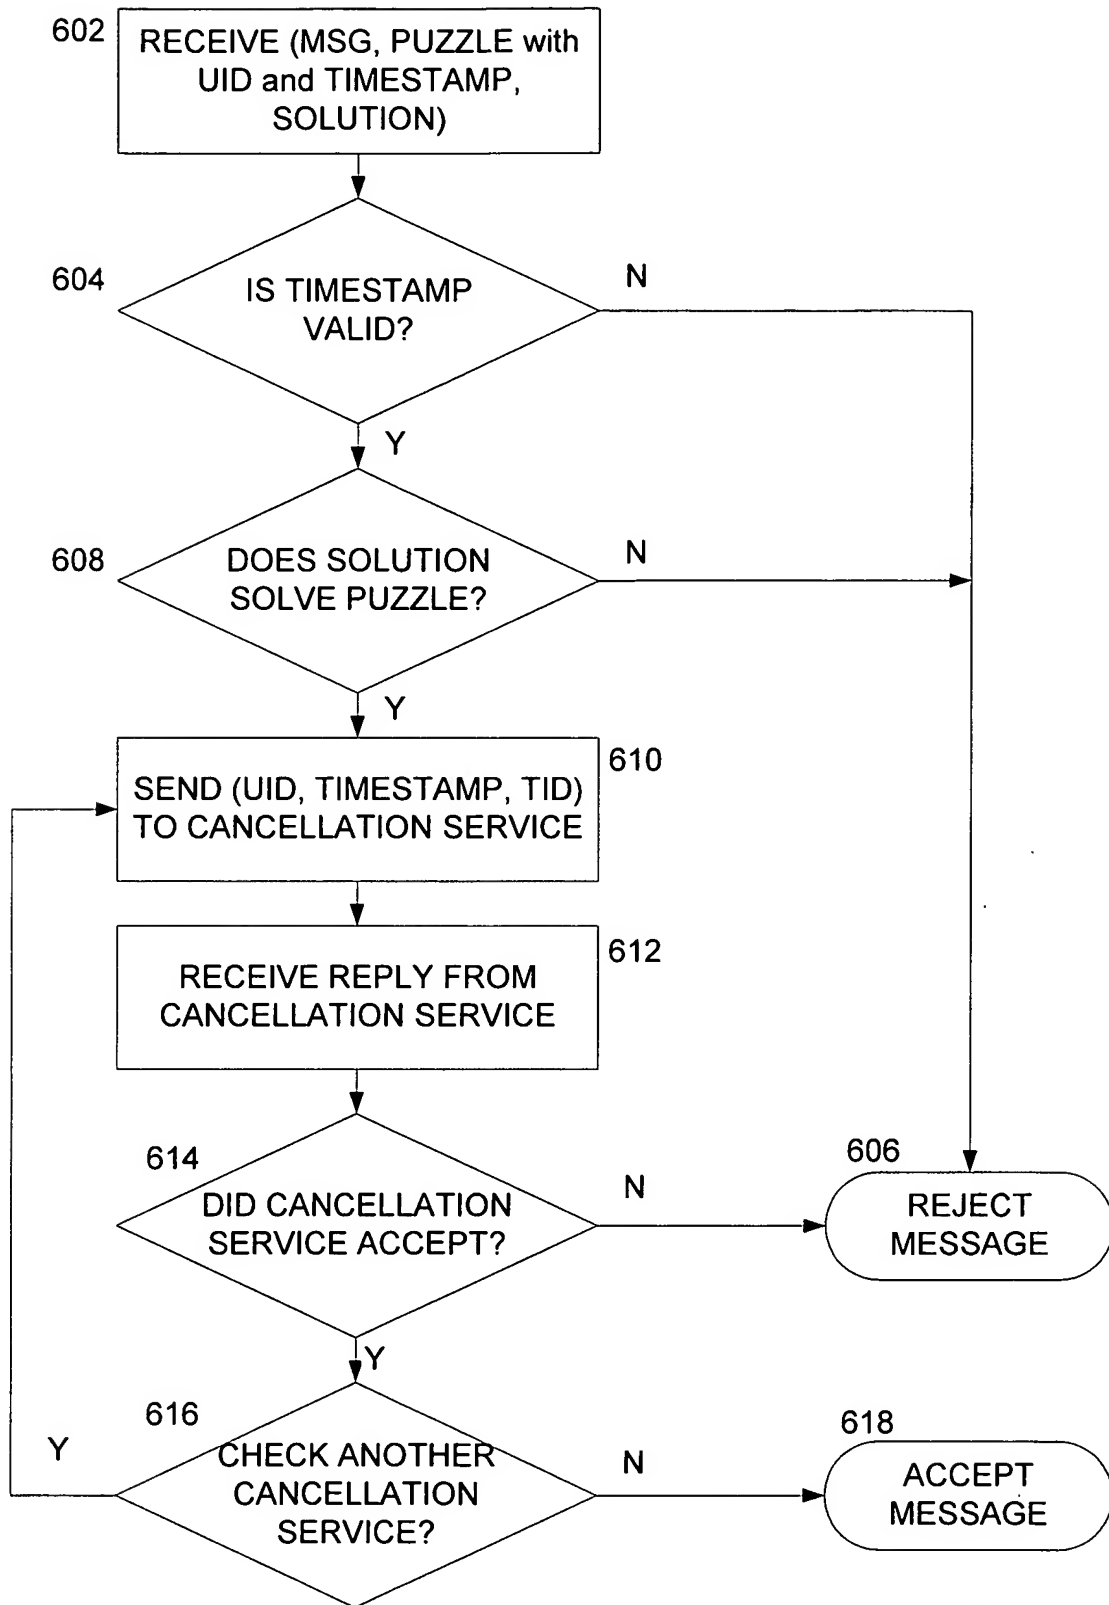 602
RECEIVE (MSG, PUZZLE with
UID and TIMESTAMP,
SOLUTION)
604
IS TIMESTAMP
VALID?
N
Y
608
DOES SOLUTION
SOLVE PUZZLE?
N
Y
610
SEND (UID, TIMESTAMP, TID)
TO CANCELLATION SERVICE
612
RECEIVE REPLY FROM
CANCELLATION SERVICE
614
DID CANCELLATION
SERVICE ACCEPT?
N
606
REJECT
MESSAGE
Y
616
CHECK ANOTHER
CANCELLATION
SERVICE?
Y
N
618
ACCEPT
MESSAGE